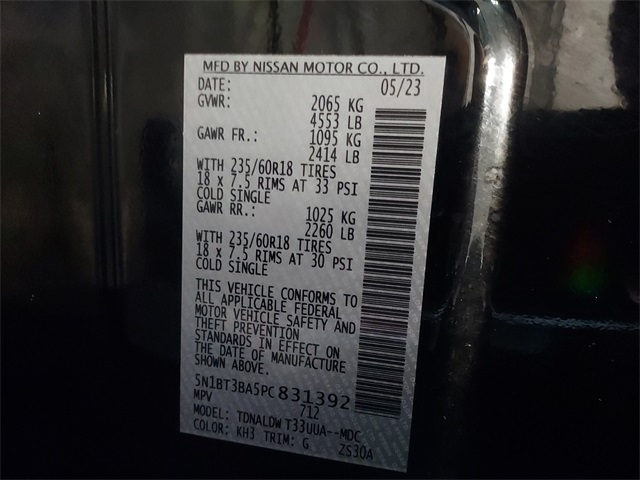 MFD BY NISSAN MOTOR CO., LTD.
DATE: 05/23
GVWR: 2065 KG
4553 LB
GAWR FR.: 1095 KG
2414 LB
WITH 235/60R18 TIRES
18 x 7.5 RIMS AT 33 PSI
COLD SINGLE
GAWR RR.: 1025 KG
2260 LB
WITH 235/60R18 TIRES
18 x 7.5 RIMS AT 30 PSI
COLD SINGLE
THIS VEHICLE CONFORMS TO
ALL APPLICABLE FEDERAL
MOTOR VEHICLE SAFETY AND
THEFT PREVENTION
STANDARDS IN EFFECT ON
THE DATE OF MANUFACTURE
SHOWN ABOVE.
5N1BT3BA5PC831392
MPV 712
MODEL: TDNALDW T33UUA--MDC
COLOR: KH3 TRIM: G ZS30A